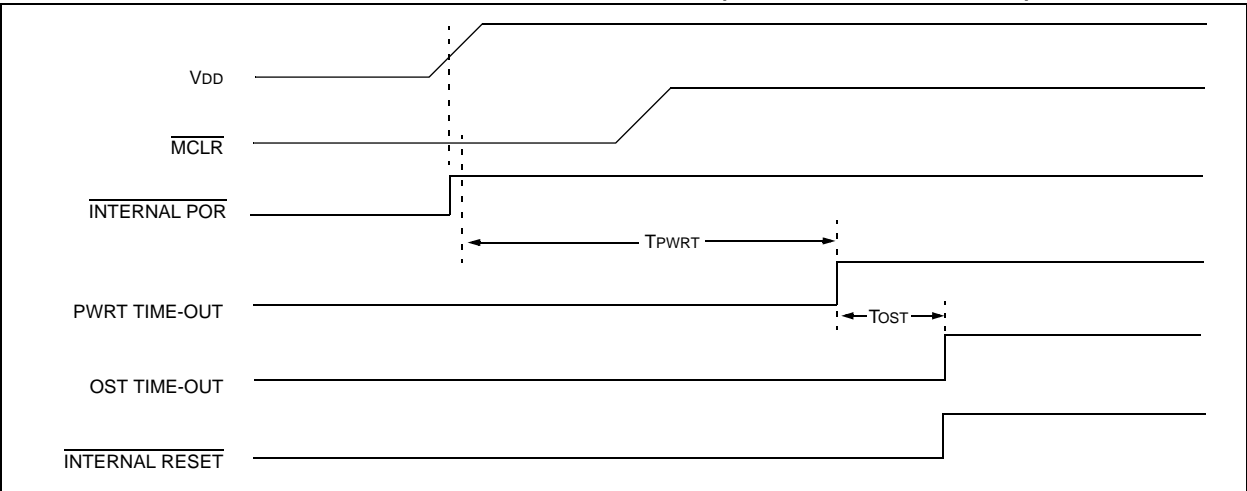 VDD
MCLR
INTERNAL POR
TPWRT
PWRT TIME-OUT
TOST
OST TIME-OUT
INTERNAL RESET